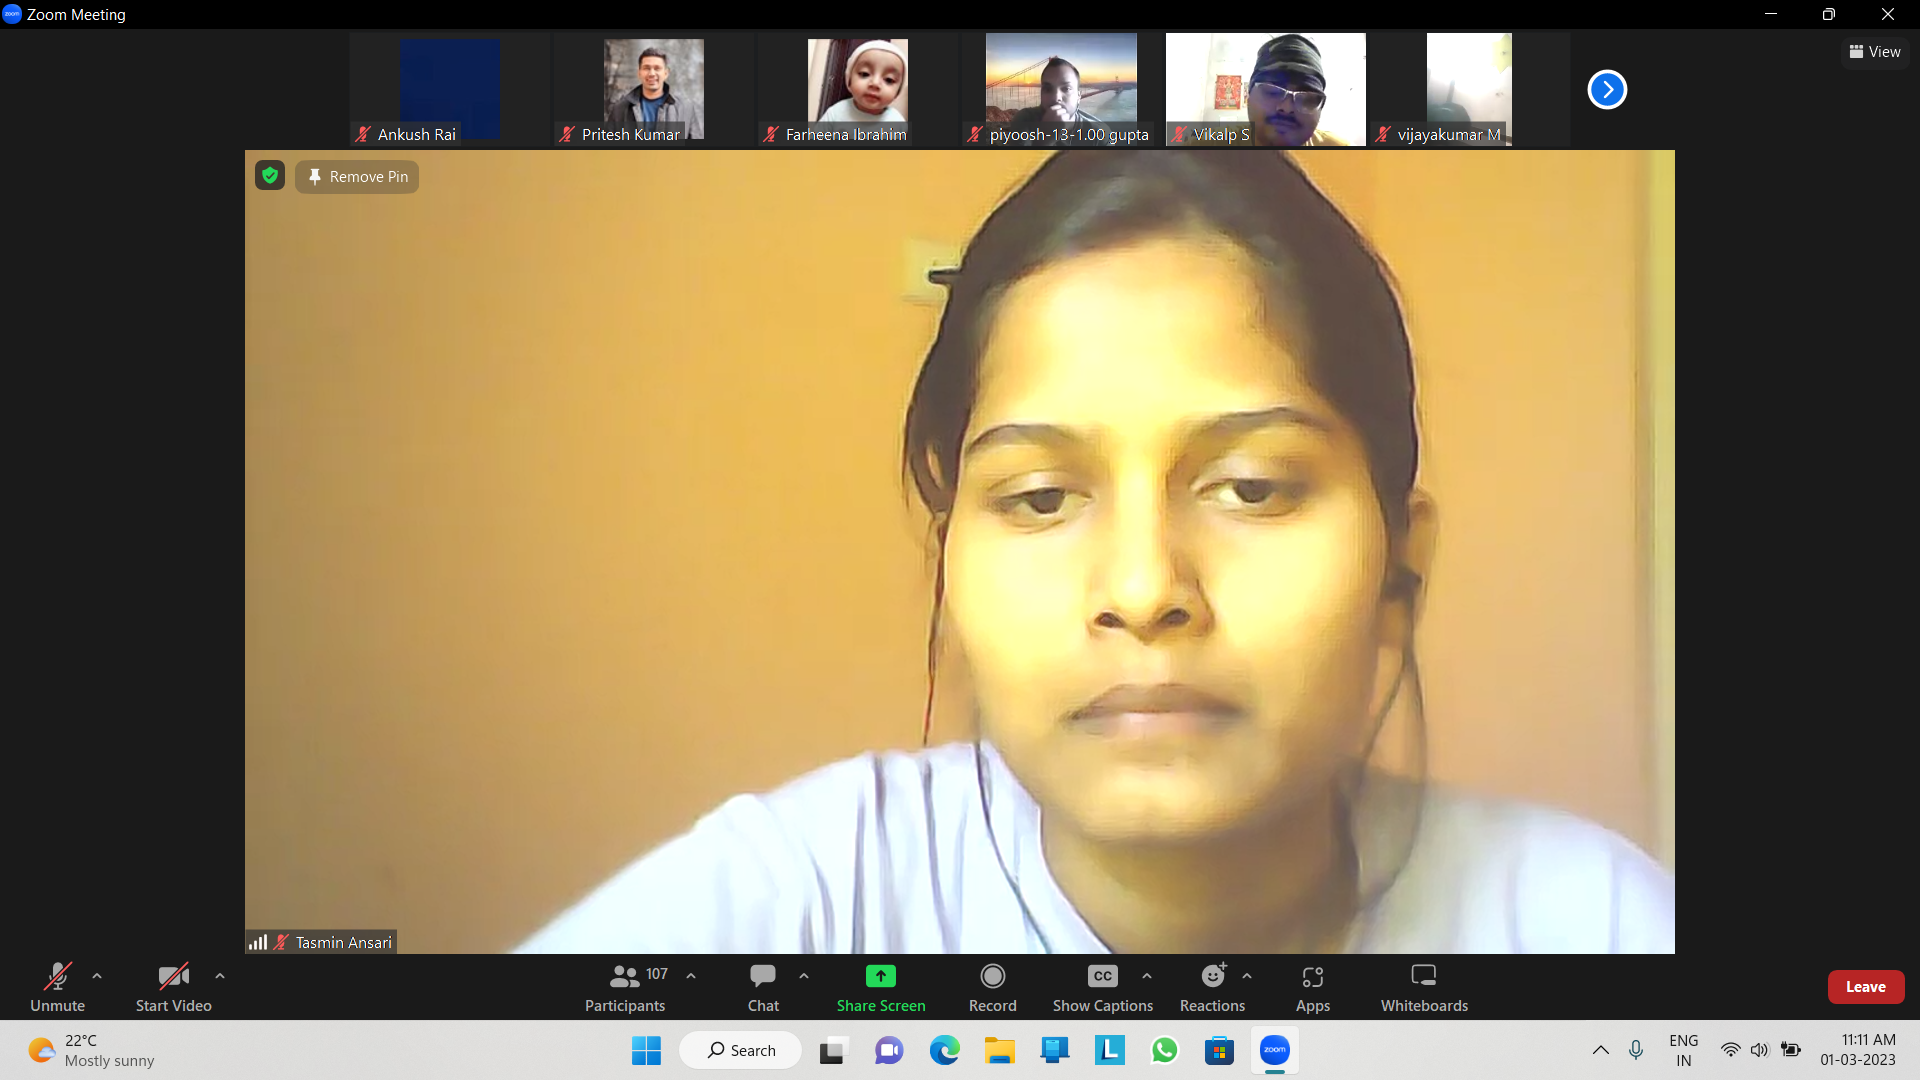 Zoom Meeting
View
Ankush Rai
Pritesh Kumar
Farheena Ibrahim
piyoosh-13-1.00 gupta
Vikalp S
vijayakumar M
Remove Pin
Tasmin Ansari
Unmute
Start Video
107
Participants
Chat
Share Screen
Record
CC
Show Captions
Reactions
Apps
Whiteboards
Leave
22°C
Mostly sunny
Search
zoom
ENG
IN
11:11 AM
01-03-2023